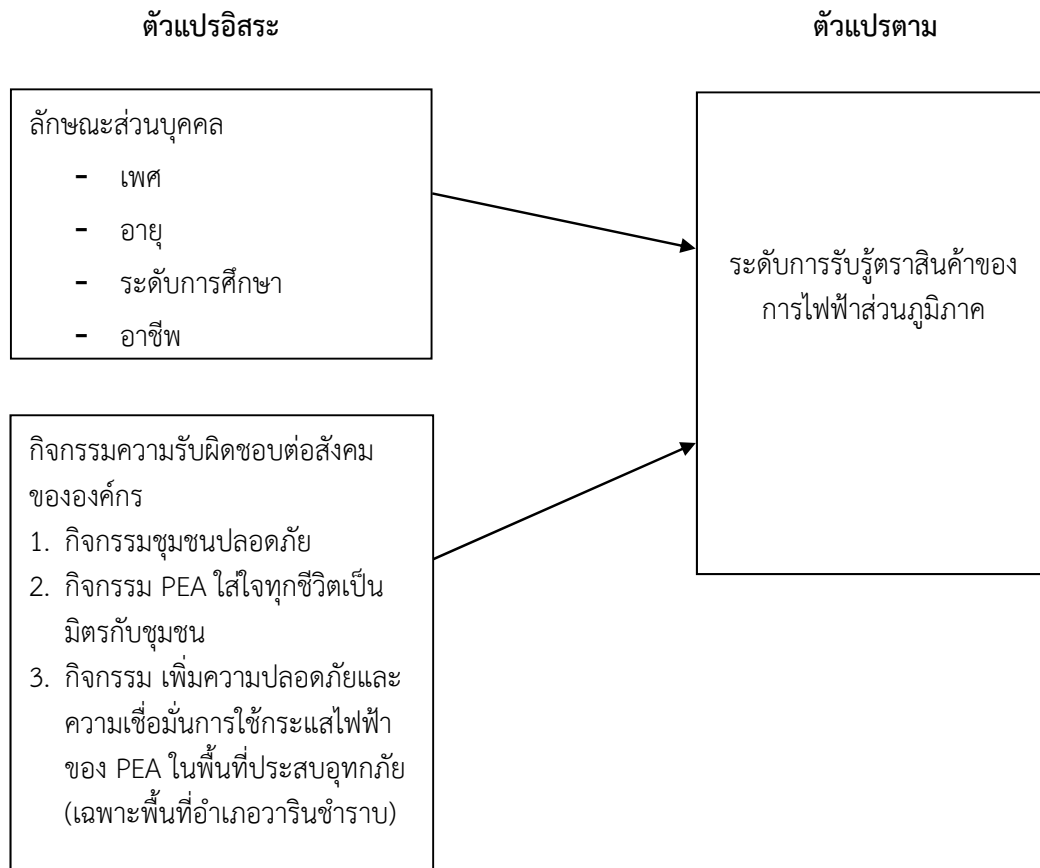 ตัวแปรอิสระ
ตัวแปรตาม
ลักษณะส่วนบุคคล
- เพศ
- อายุ
- ระดับการศึกษา
- อาชีพ
ระดับการรับรู้ตราสินค้าของ
การไฟฟ้าส่วนภูมิภาค
กิจกรรมความรับผิดชอบต่อสังคม
ขององค์กร
1. กิจกรรมชุมชนปลอดภัย
2. กิจกรรม PEA ใส่ใจทุกชีวิตเป็น
มิตรกับชุมชน
3. กิจกรรม เพิ่มความปลอดภัยและ
ความเชื่อมั่นการใช้กระแสไฟฟ้า
ของ PEA ในพื้นที่ประสบอุทกภัย
(เฉพาะพื้นที่อำเภอวารินชำราบ)